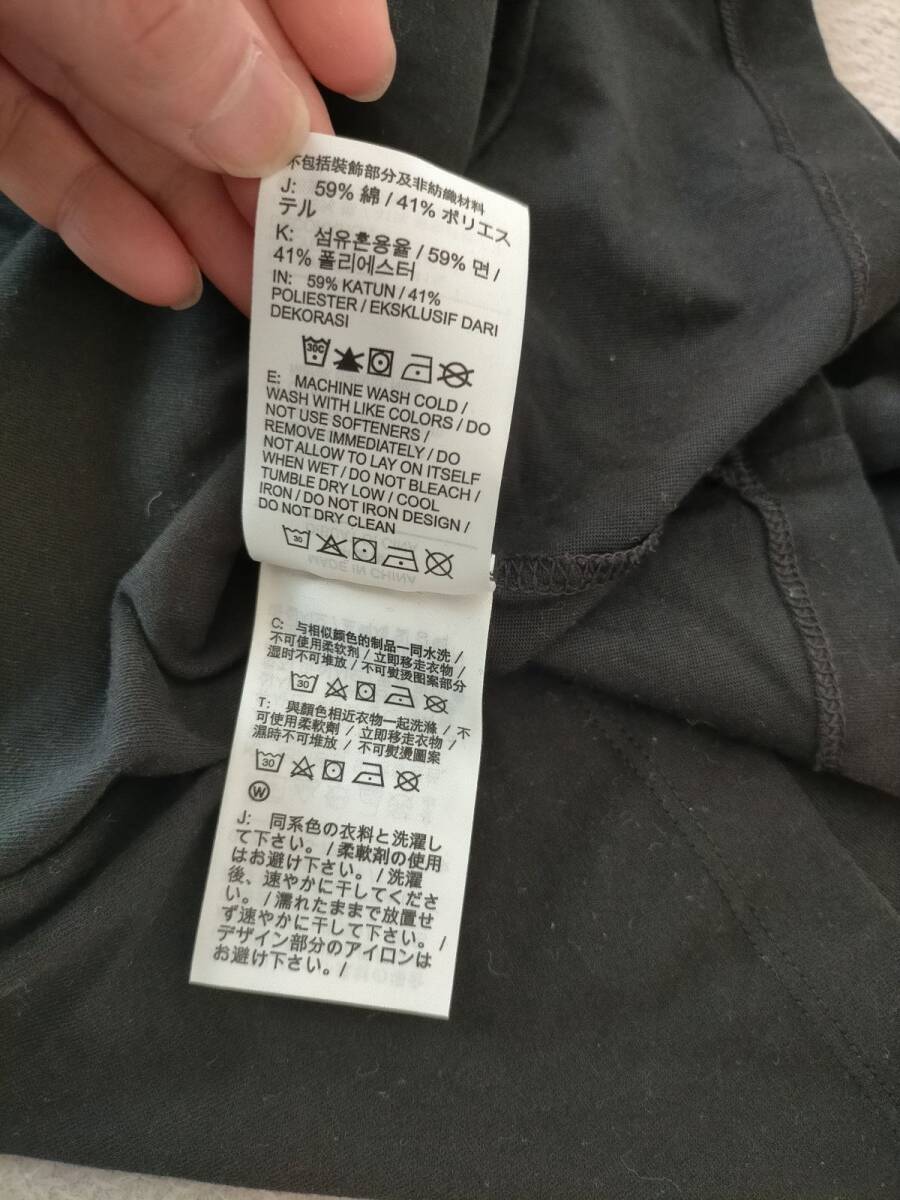 不包括裝飾部分及非紡織材料
J: 59% 綿 / 41% ポリエス
テル
K: 섬유혼용율 / 59% 면 /
41% 폴리에스터
IN: 59% KATUN / 41%
POLIESTER / EKSKLUSIF DARI
DEKORASI
30C
E: MACHINE WASH COLD /
WASH WITH LIKE COLORS / DO
NOT USE SOFTENERS /
REMOVE IMMEDIATELY / DO
NOT ALLOW TO LAY ON ITSELF
WHEN WET / DO NOT BLEACH /
TUMBLE DRY LOW / COOL
IRON / DO NOT IRON DESIGN /
DO NOT DRY CLEAN
30
MADE IN CHINA
C: 与相似颜色的制品一同水洗 /
不可使用柔软剂 / 立即移走衣物 /
湿时不可堆放 / 不可熨烫图案部分
30
T: 與顏色相近衣物一起洗滌 / 不
可使用柔軟劑 / 立即移走衣物 /
濕時不可堆放 / 不可熨燙圖案
30
W
J: 同系色の衣料と洗濯し
て下さい。/ 柔軟剤の使用
はお避け下さい。/ 洗濯
後、速やかに干してくださ
い。/ 濡れたままで放置せ
ず速やかに干して下さい。/
デザイン部分のアイロンは
お避け下さい。/